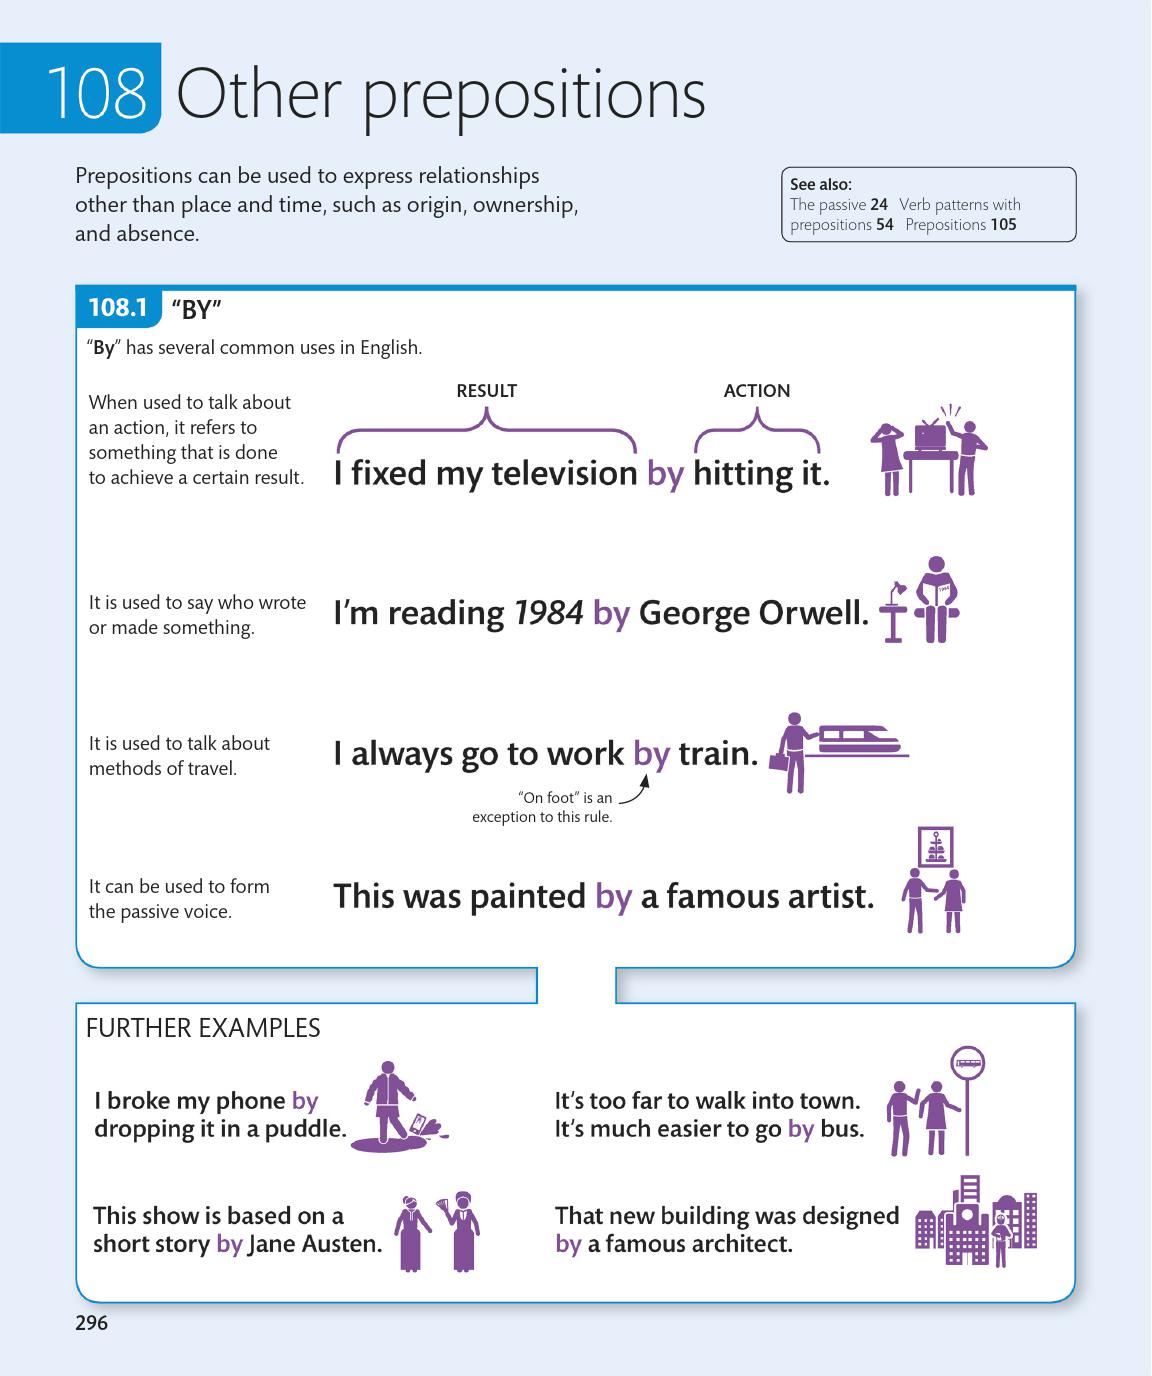 108 Other prepositions
Prepositions can be used to express relationships
other than place and time, such as origin, ownership,
and absence.
See also:
The passive 24 Verb patterns with
prepositions 54 Prepositions 105
108.1 “BY”
“By” has several common uses in English.
When used to talk about
an action, it refers to
something that is done
to achieve a certain result.
RESULT ACTION
I fixed my television by hitting it.
It is used to say who wrote
or made something.
I’m reading 1984 by George Orwell.
1984
It is used to talk about
methods of travel.
I always go to work by train.
“On foot” is an
exception to this rule.
It can be used to form
the passive voice.
This was painted by a famous artist.
FURTHER EXAMPLES
I broke my phone by
dropping it in a puddle.
It’s too far to walk into town.
It’s much easier to go by bus.
This show is based on a
short story by Jane Austen.
That new building was designed
by a famous architect.
296